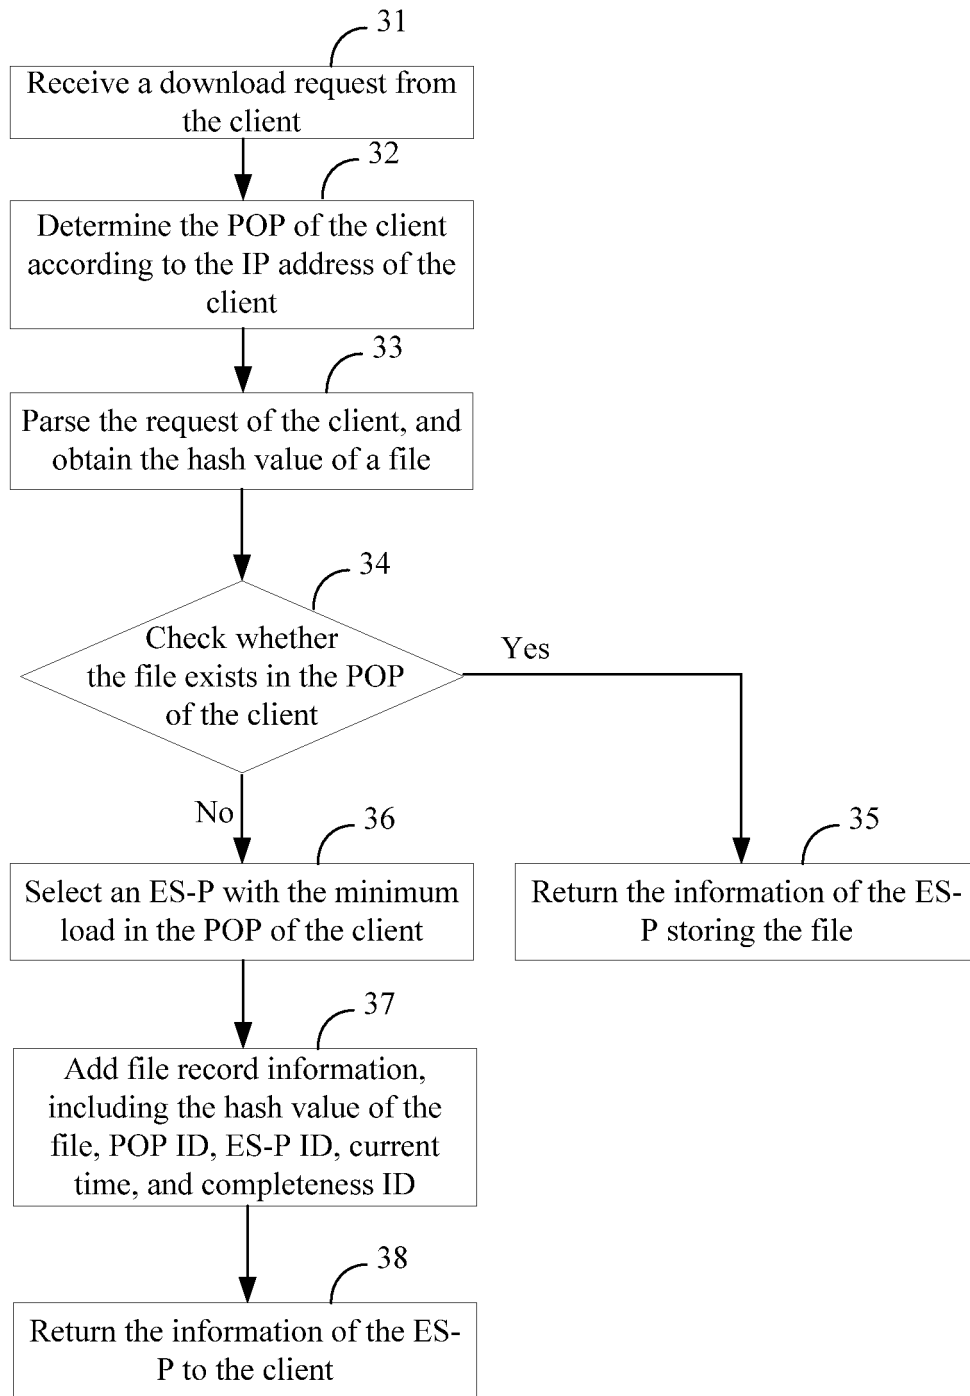 31
Receive a download request from
the client
32
Determine the POP of the client
according to the IP address of the
client
33
Parse the request of the client, and
obtain the hash value of a file
34
Check whether
the file exists in the POP
of the client
Yes
No
36
Select an ES-P with the minimum
load in the POP of the client
35
Return the information of the ES-
P storing the file
37
Add file record information,
including the hash value of the
file, POP ID, ES-P ID, current
time, and completeness ID
38
Return the information of the ES-
P to the client